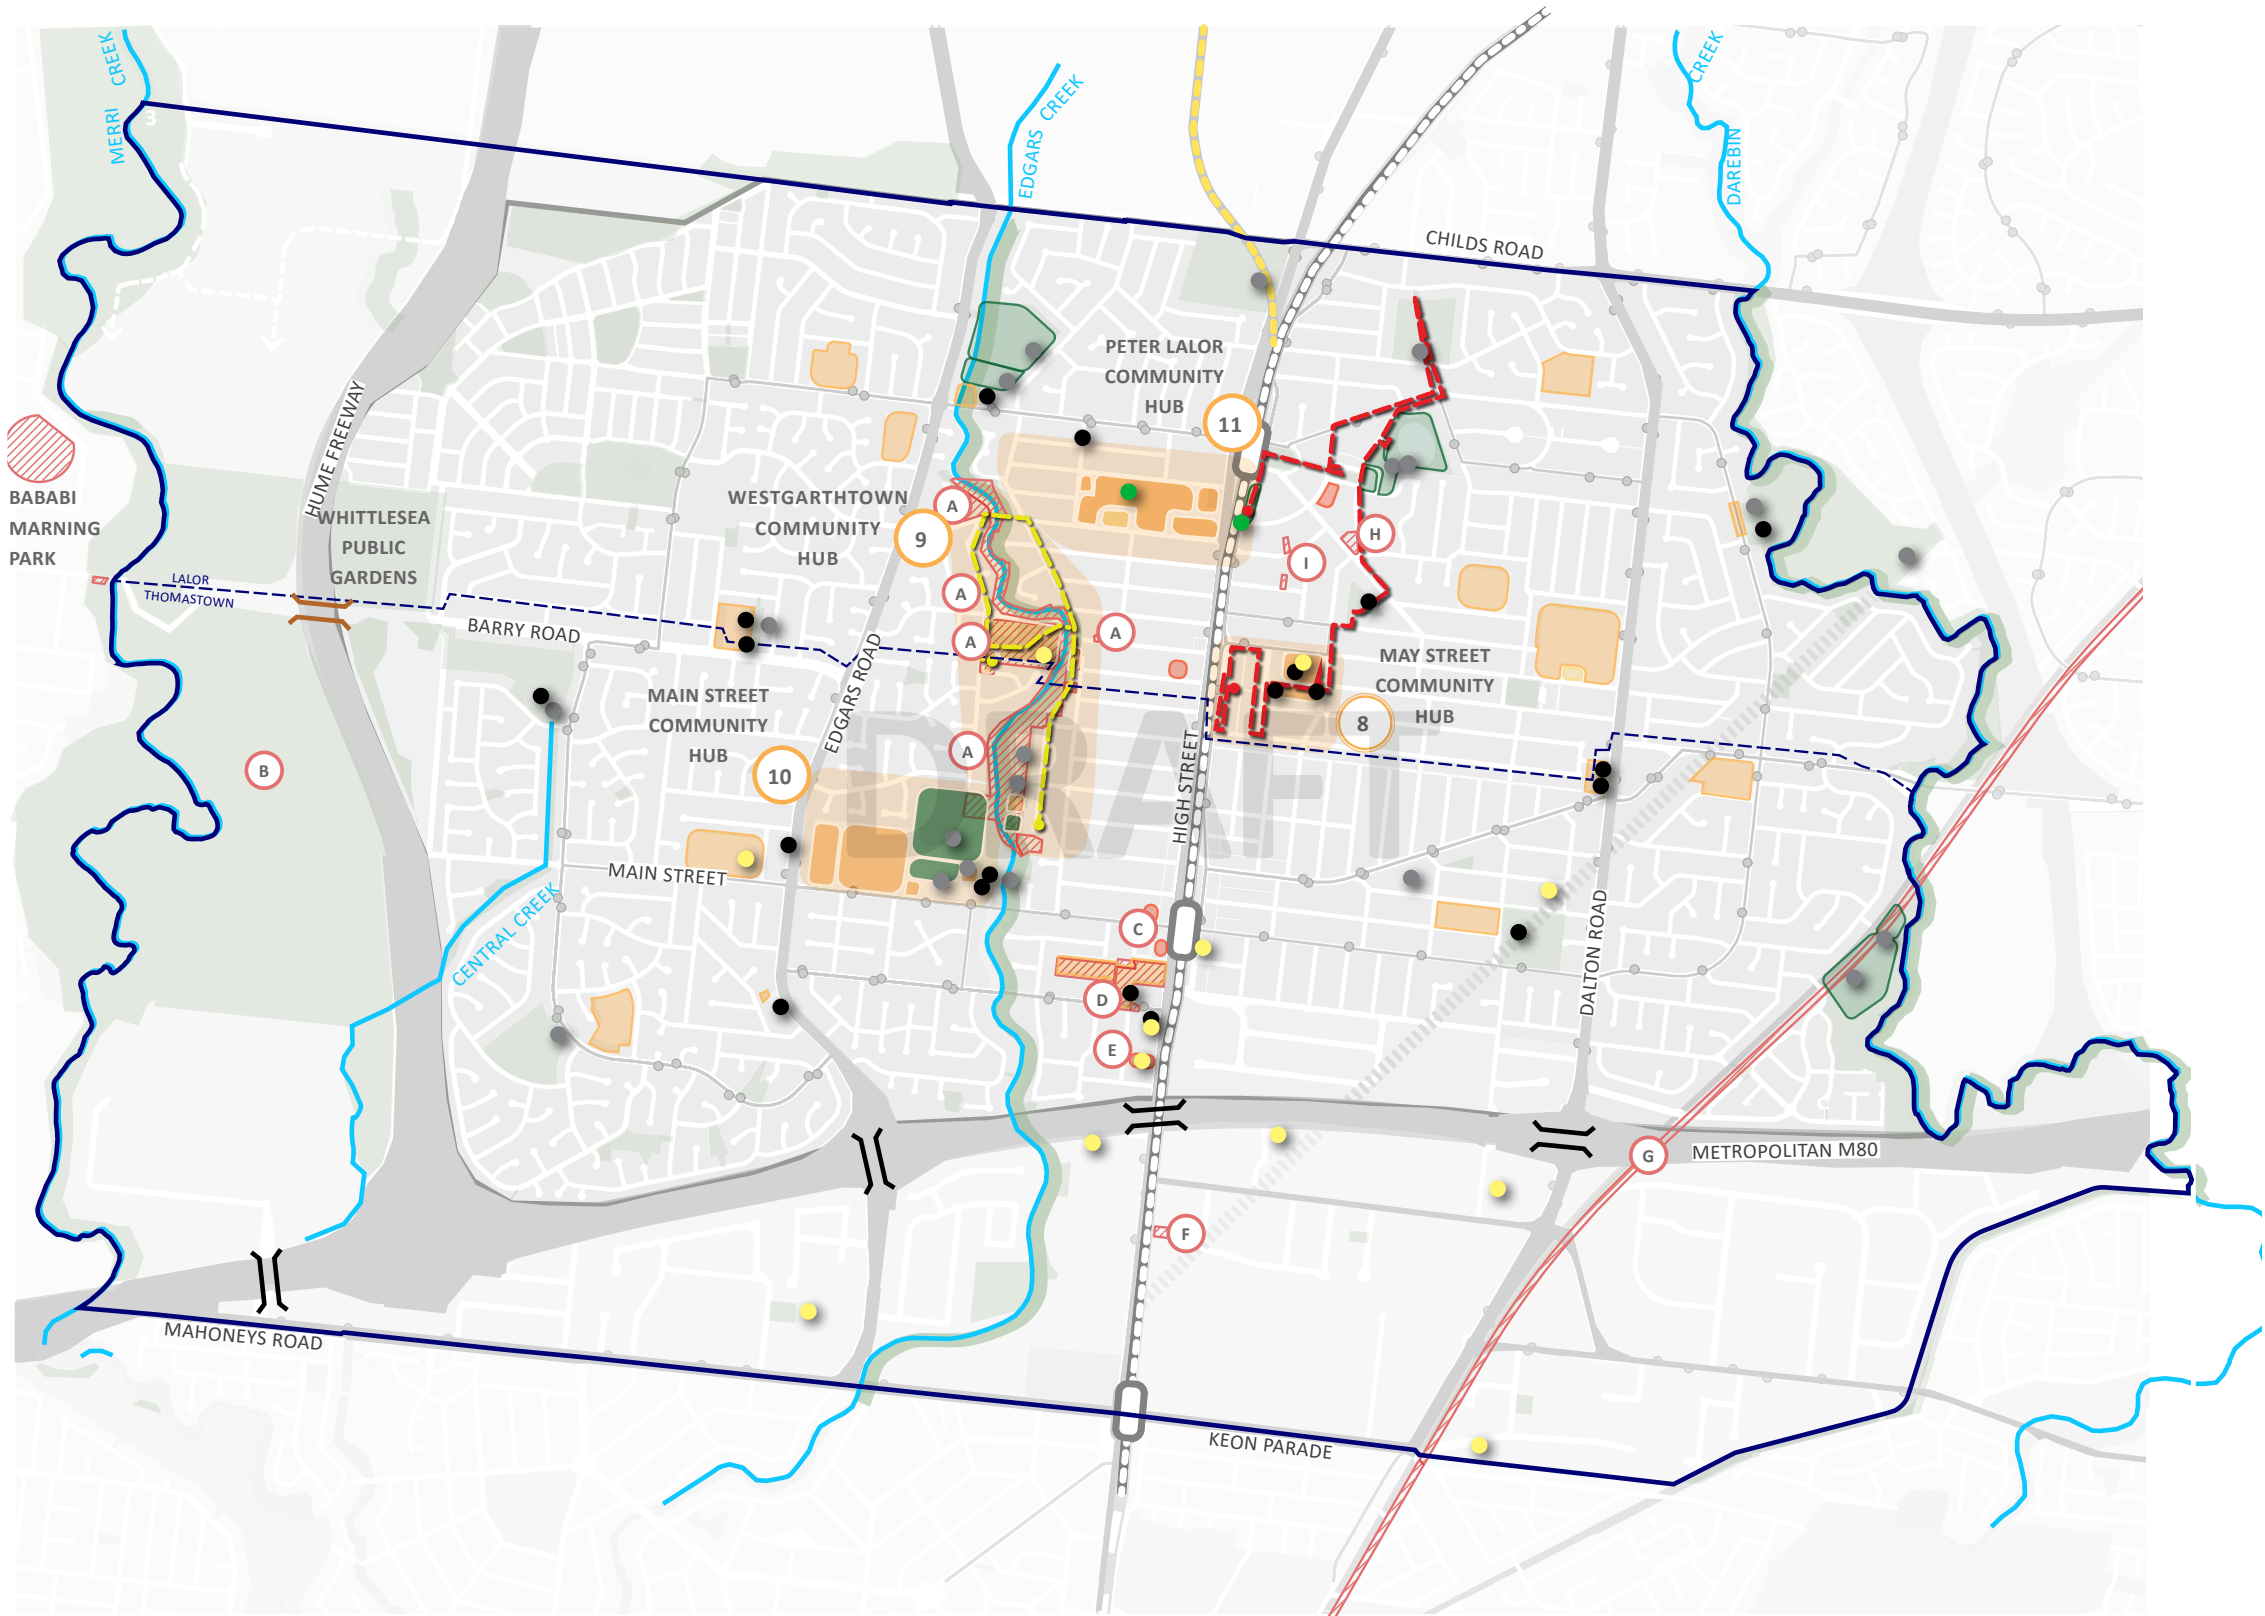 MERRI CREEK
3
EDGARS CREEK
CREEK
DAREBIN
CHILDS ROAD
PETER LALOR
COMMUNITY
HUB
11
HUME FREEWAY
BABABI
MARNING
PARK
WHITTLESEA
PUBLIC
GARDENS
WESTGARTHTOWN
COMMUNITY
HUB
9
A
H
I
A
LALOR
THOMASTOWN
BARRY ROAD
A
A
EDGARS ROAD
MAY STREET
COMMUNITY
HUB
8
MAIN STREET
COMMUNITY
HUB
10
A
B
DRAFT
HIGH STREET
MAIN STREET
CENTRAL CREEK
C
D
E
DALTON ROAD
G
METROPOLITAN M80
F
MAHONEYS ROAD
KEON PARADE